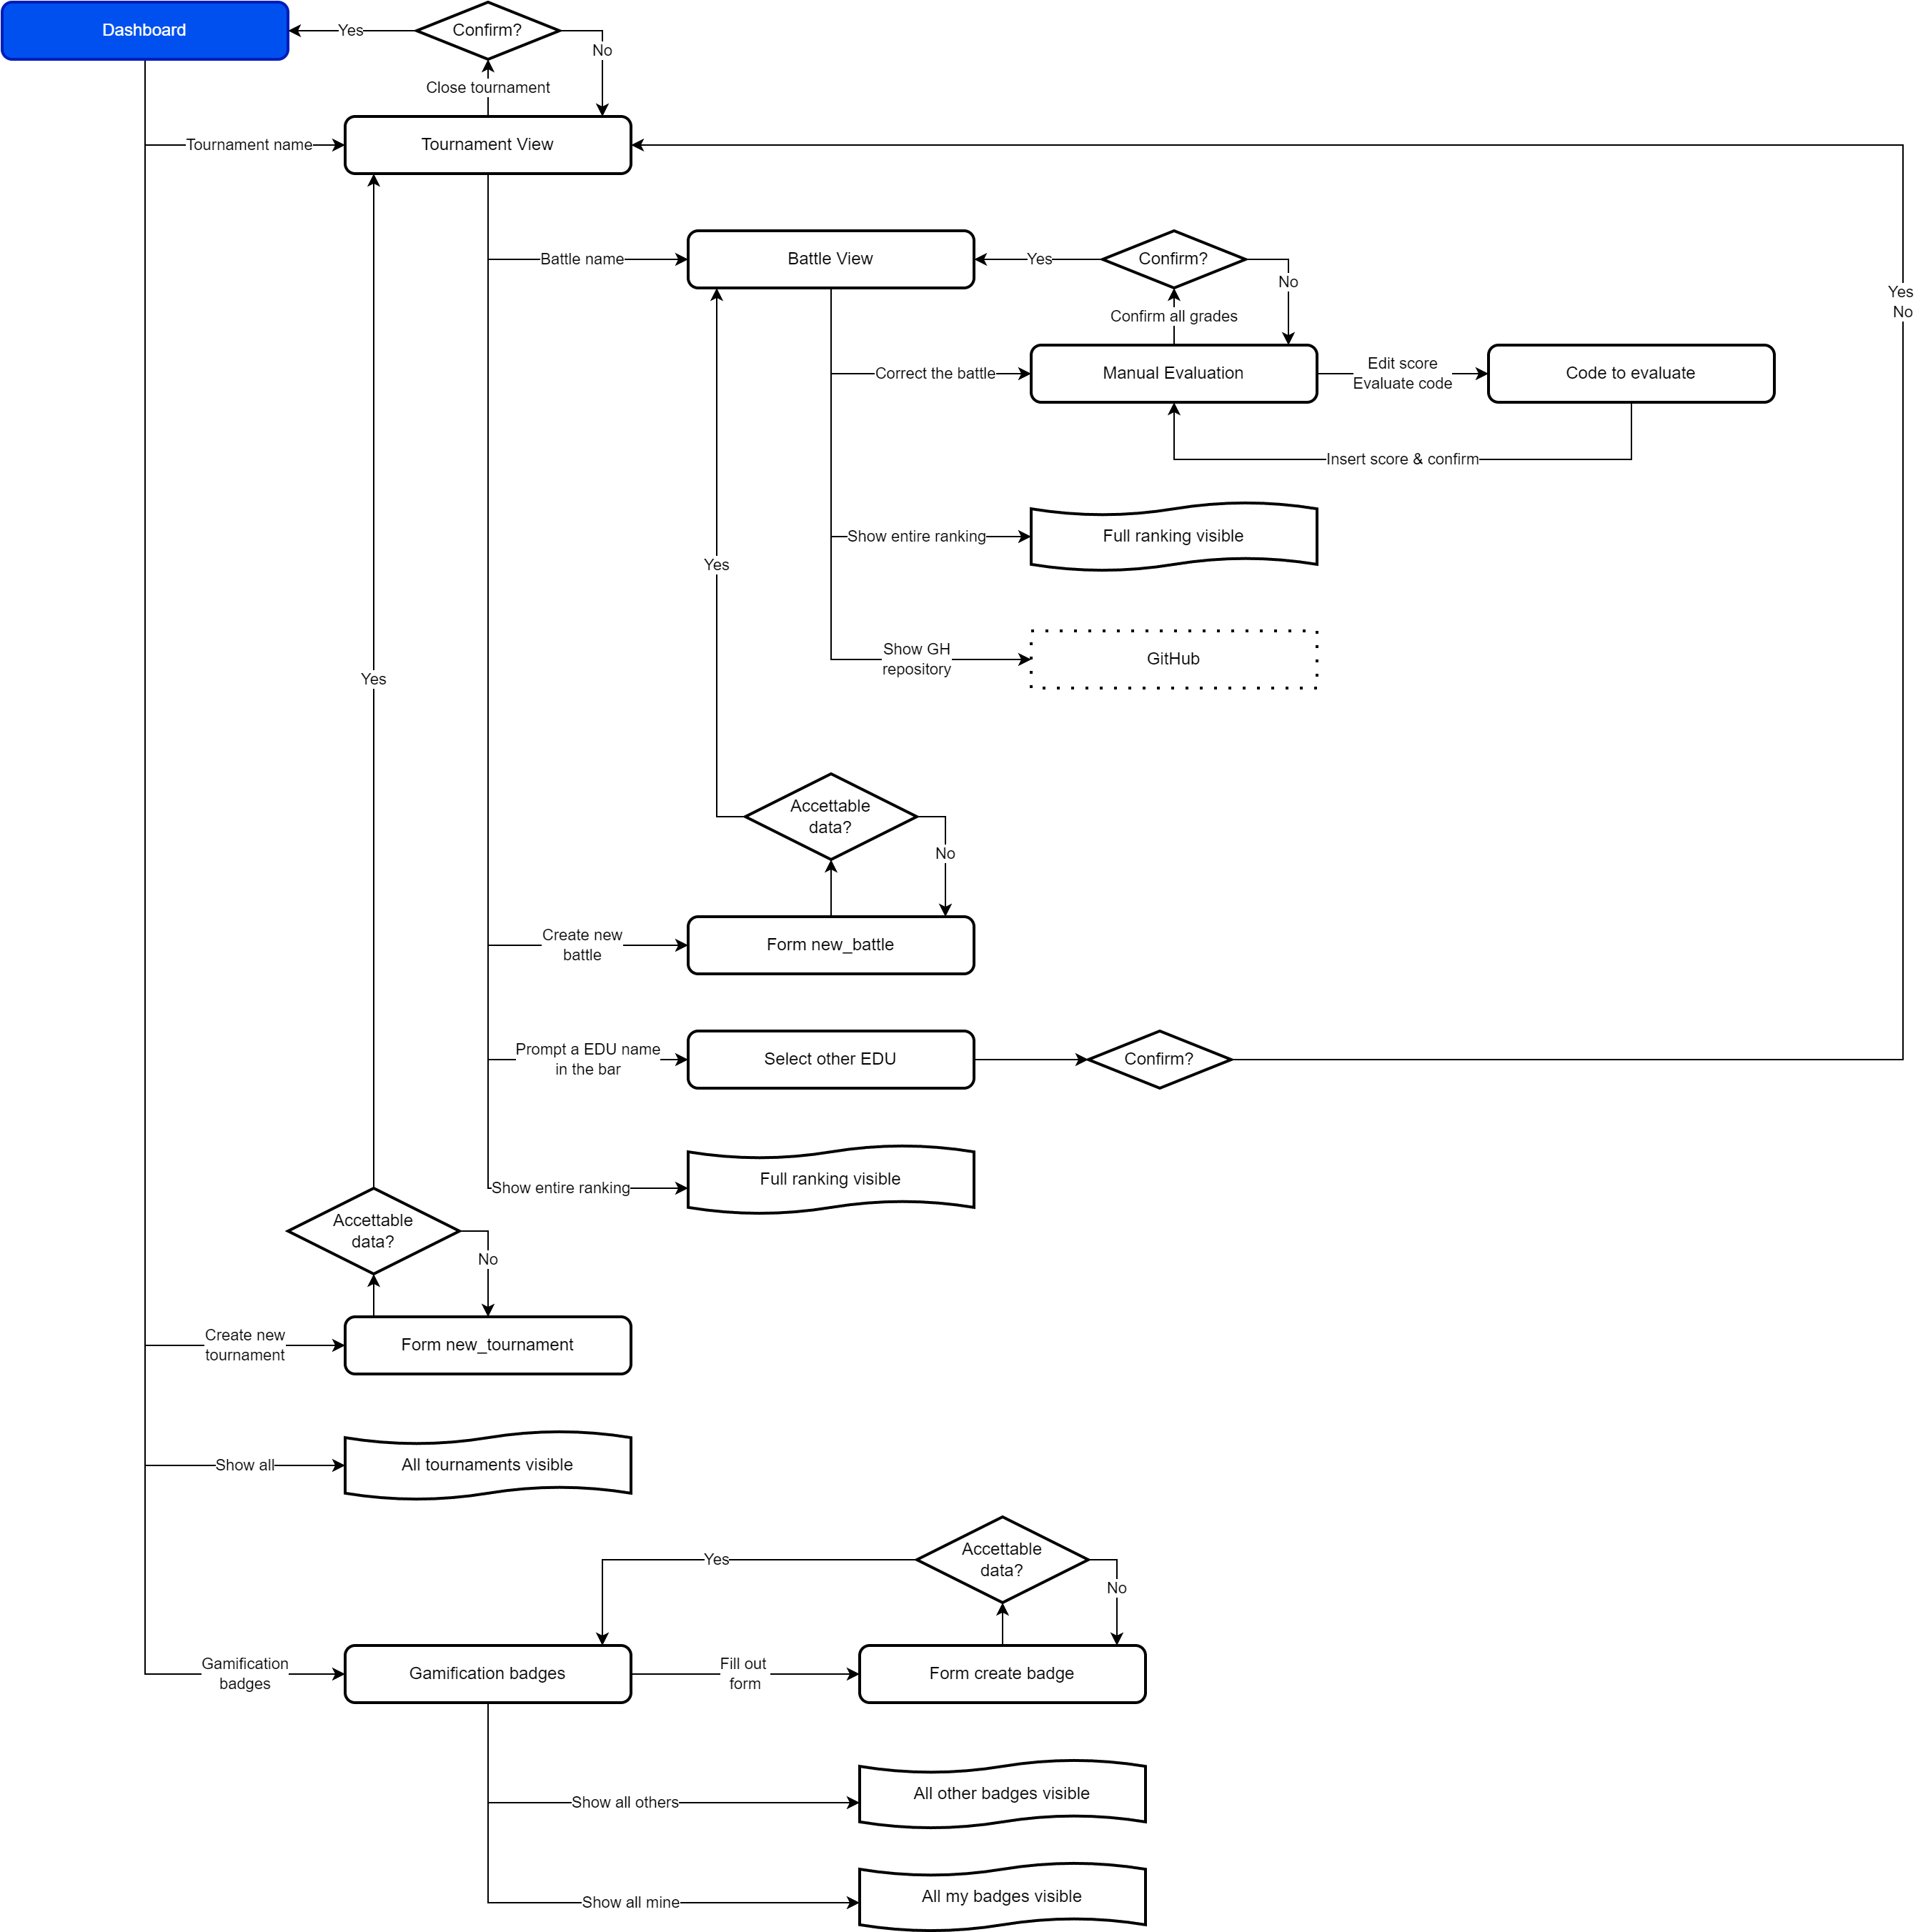 Dashboard
Yes
Confirm?
No
Close tournament
Tournament name
Tournament View
Battle name
Battle View
Yes
Confirm?
No
Yes
No
Confirm all grades
Correct the battle
Manual Evaluation
Edit score
Evaluate code
Code to evaluate
Insert score & confirm
Show entire ranking
Full ranking visible
Yes
Show GH
repository
GitHub
Yes
Accettable
data?
No
Create new
battle
Form new_battle
Prompt a EDU name
in the bar
Select other EDU
Confirm?
Show entire ranking
Full ranking visible
Accettable
data?
No
Create new
tournament
Form new_tournament
Show all
All tournaments visible
Yes
Accettable
data?
No
Gamification
badges
Gamification badges
Fill out
form
Form create badge
Show all others
All other badges visible
Show all mine
All my badges visible